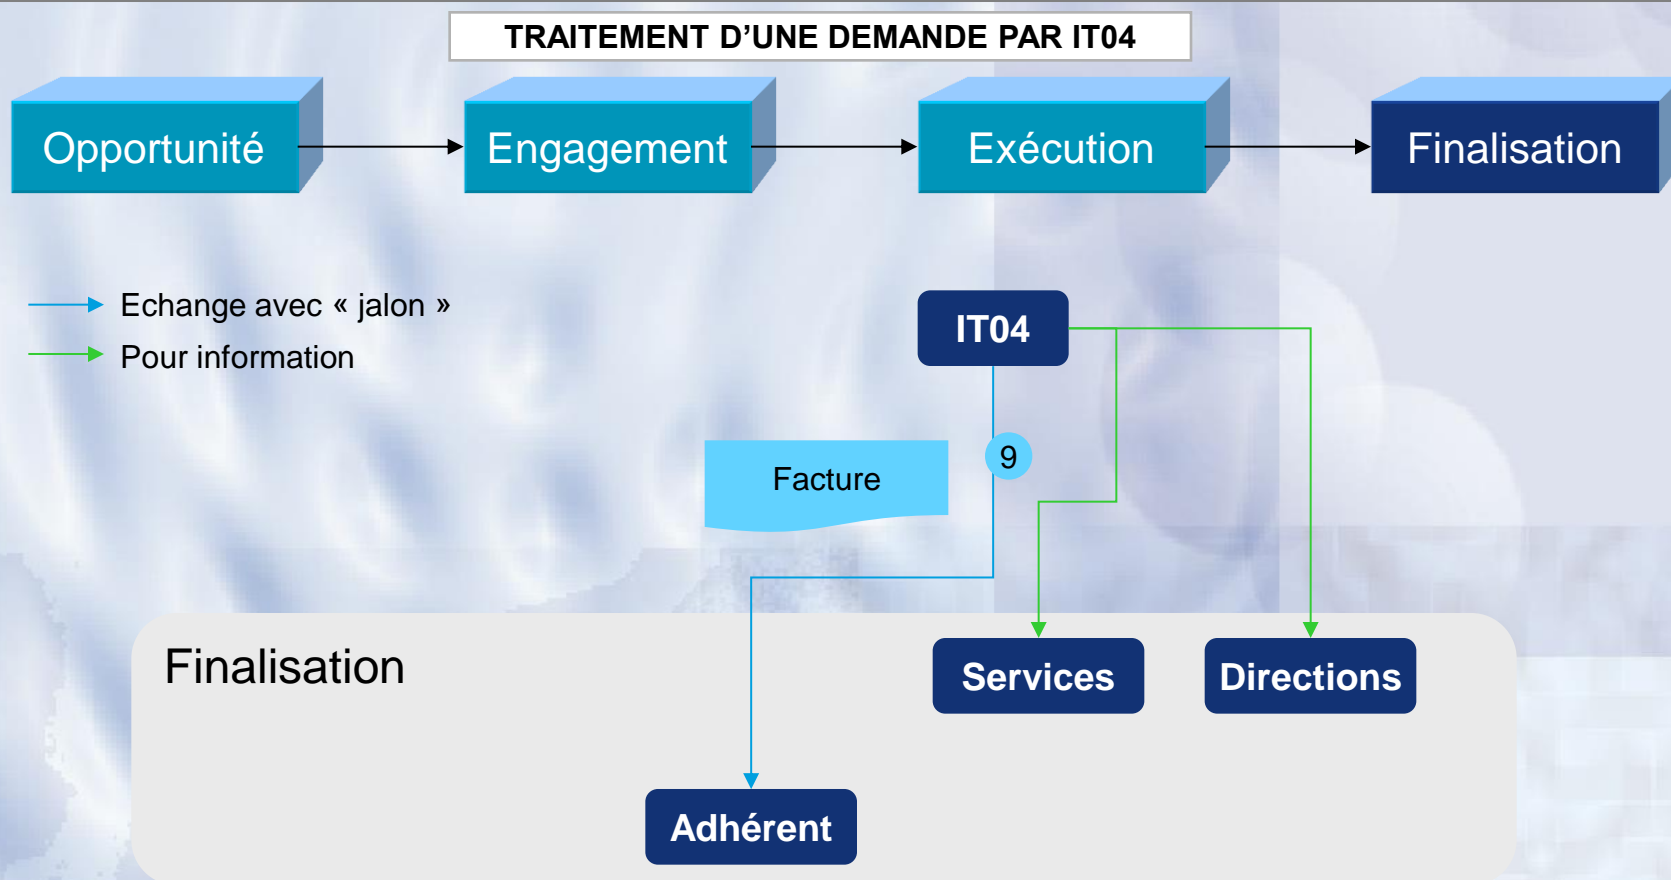 TRAITEMENT D’UNE DEMANDE PAR IT04
Opportunité
Engagement
Exécution
Finalisation
Echange avec « jalon »
Pour information
IT04
9
Facture
Finalisation
Services
Directions
Adhérent